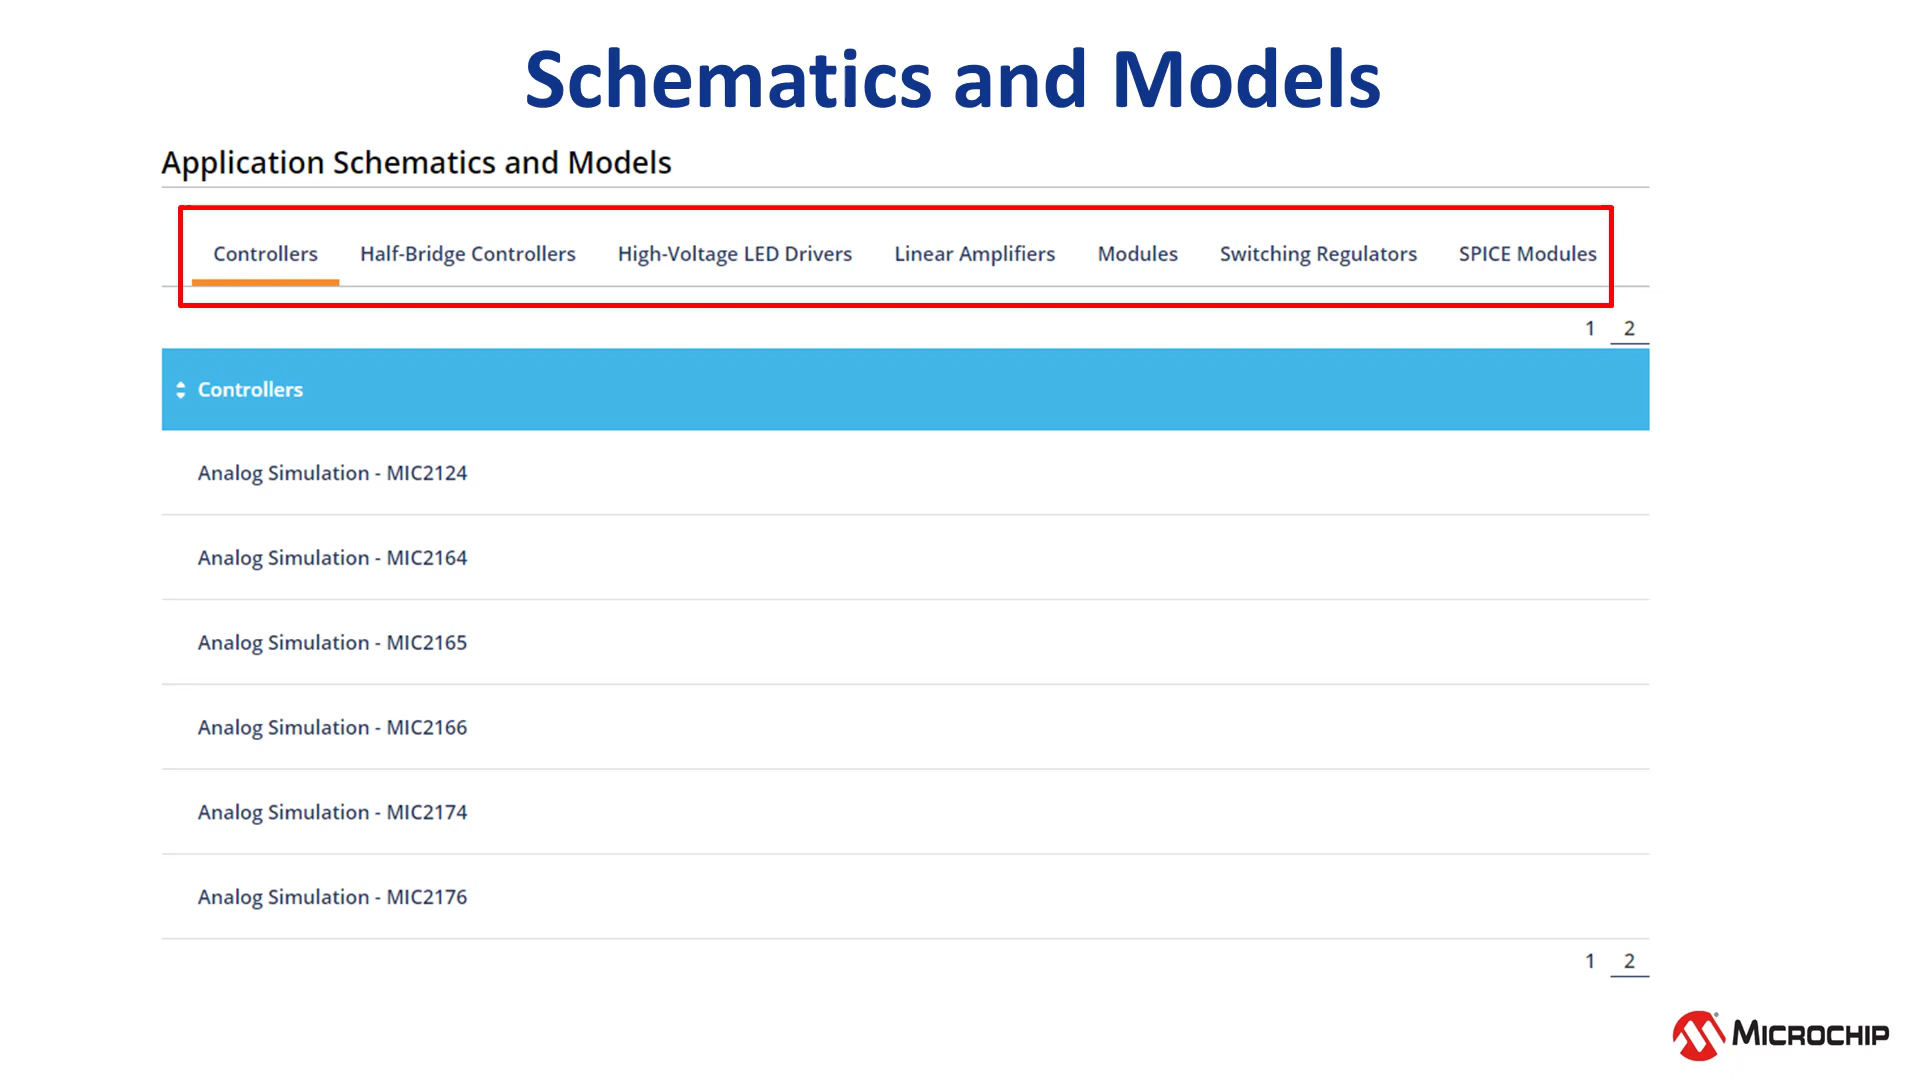 Schematics and Models
Application Schematics and Models
Controllers Half-Bridge Controllers High-Voltage LED Drivers Linear Amplifiers Modules Switching Regulators SPICE Modules
1 2
Controllers
Analog Simulation - MIC2124
Analog Simulation - MIC2164
Analog Simulation - MIC2165
Analog Simulation - MIC2166
Analog Simulation - MIC2174
Analog Simulation - MIC2176
1 2
MICROCHIP